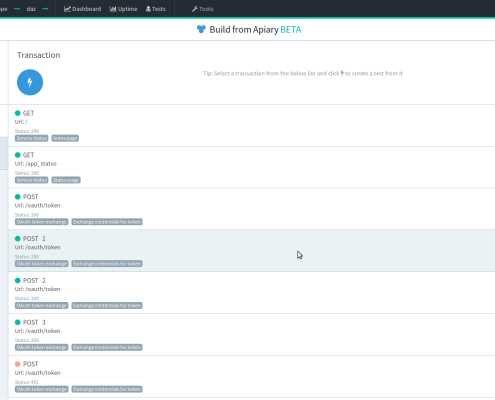 ope → daz → Dashboard Uptime Tests Tools
Build from Apiary BETA
Transaction
Tip: Select a transaction from the below list and click to create a test from it
GET
Url: /
Status: 200
Service status Index page
GET
Url: /app_status
Status: 200
Service status Status page
POST
Url: /oauth/token
Status: 200
OAuth token exchange Exchange credentials for token
POST 1
Url: /oauth/token
Status: 200
OAuth token exchange Exchange credentials for token
POST 2
Url: /oauth/token
Status: 200
OAuth token exchange Exchange credentials for token
POST 3
Url: /oauth/token
Status: 200
OAuth token exchange Exchange credentials for token
POST
Url: /oauth/token
Status: 401
OAuth token exchange Exchange credentials for token